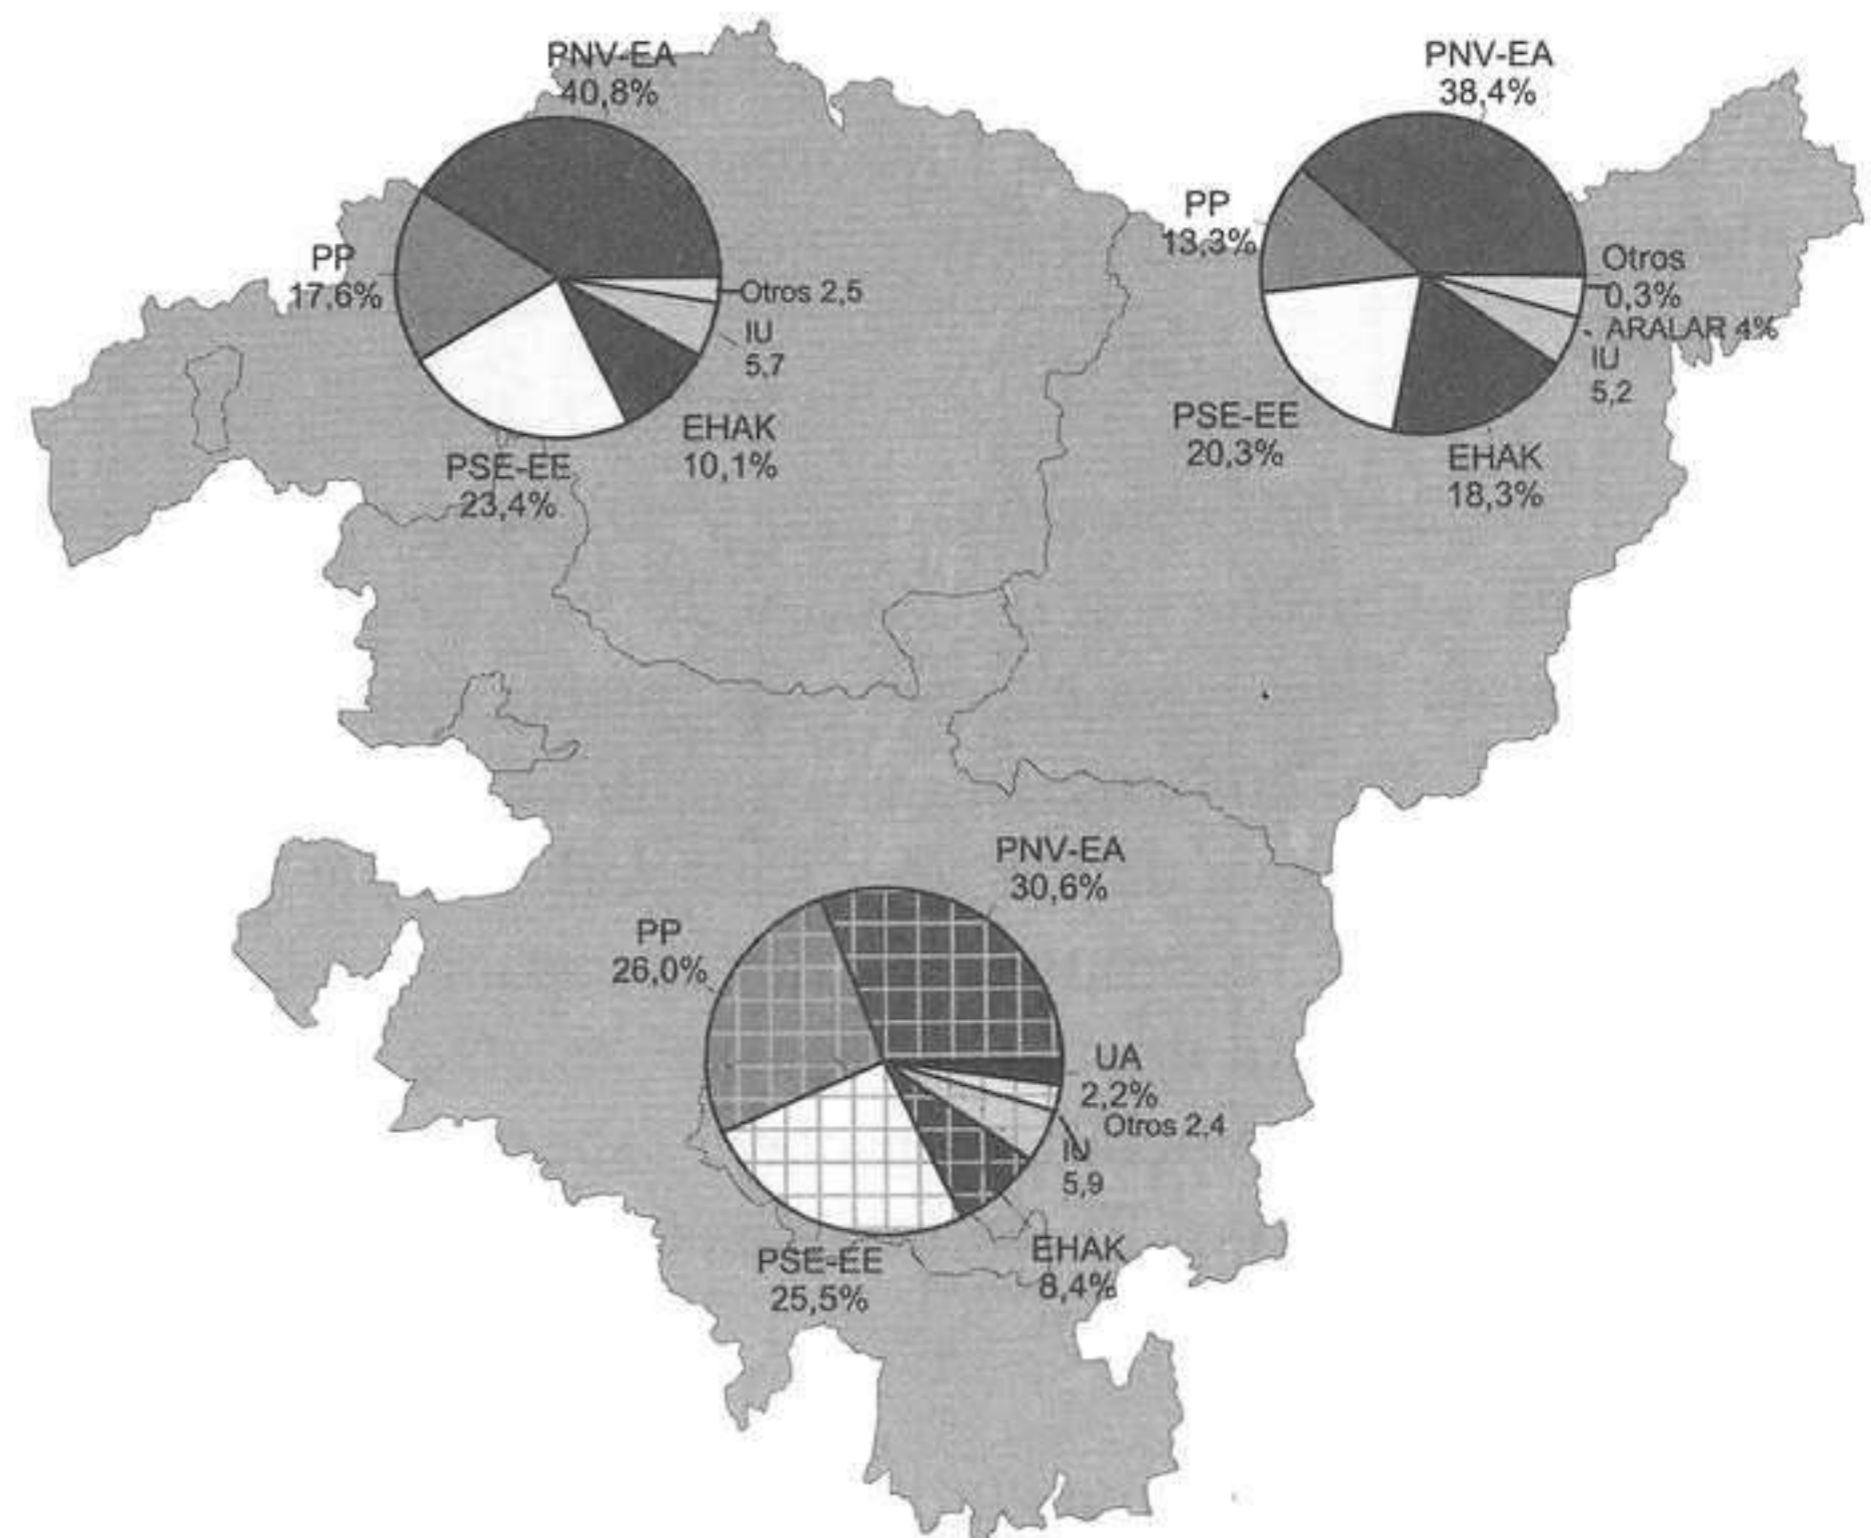 PNV-EA
40,8%
PP
17,6%
Otros 2,5
IU
5,7
EHAK
10,1%
PSE-EE
23,4%
PNV-EA
38,4%
PP
13,3%
Otros
0,3%
ARALAR 4%
IU
5,2
PSE-EE
20,3%
EHAK
18,3%
PNV-EA
30,6%
PP
26,0%
UA
2,2%
Otros 2,4
IU
5,9
EHAK
8,4%
PSE-EE
25,5%